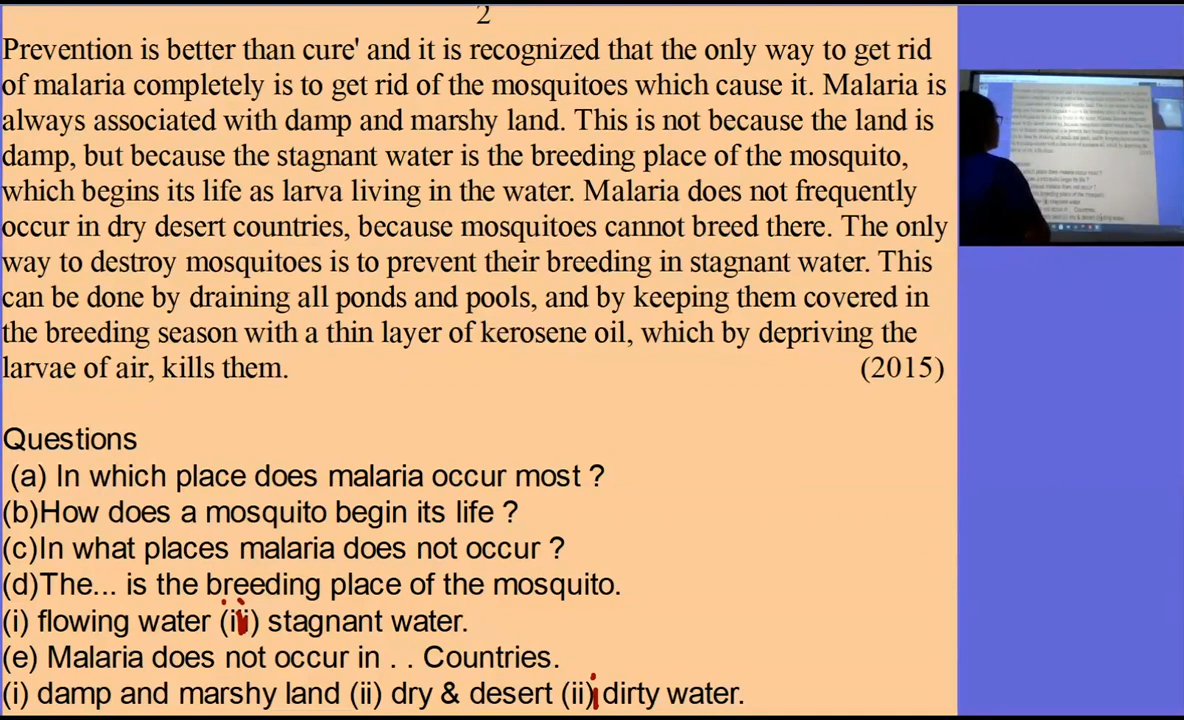 2
Prevention is better than cure' and it is recognized that the only way to get rid
of malaria completely is to get rid of the mosquitoes which cause it. Malaria is
always associated with damp and marshy land. This is not because the land is
damp, but because the stagnant water is the breeding place of the mosquito,
which begins its life as larva living in the water. Malaria does not frequently
occur in dry desert countries, because mosquitoes cannot breed there. The only
way to destroy mosquitoes is to prevent their breeding in stagnant water. This
can be done by draining all ponds and pools, and by keeping them covered in
the breeding season with a thin layer of kerosene oil, which by depriving the
larvae of air, kills them. (2015)
Questions
(a) In which place does malaria occur most ?
(b)How does a mosquito begin its life ?
(c)In what places malaria does not occur ?
(d)The... is the breeding place of the mosquito.
(i) flowing water (ii) stagnant water.
(e) Malaria does not occur in . . Countries.
(i) damp and marshy land (ii) dry & desert (ii)i dirty water.